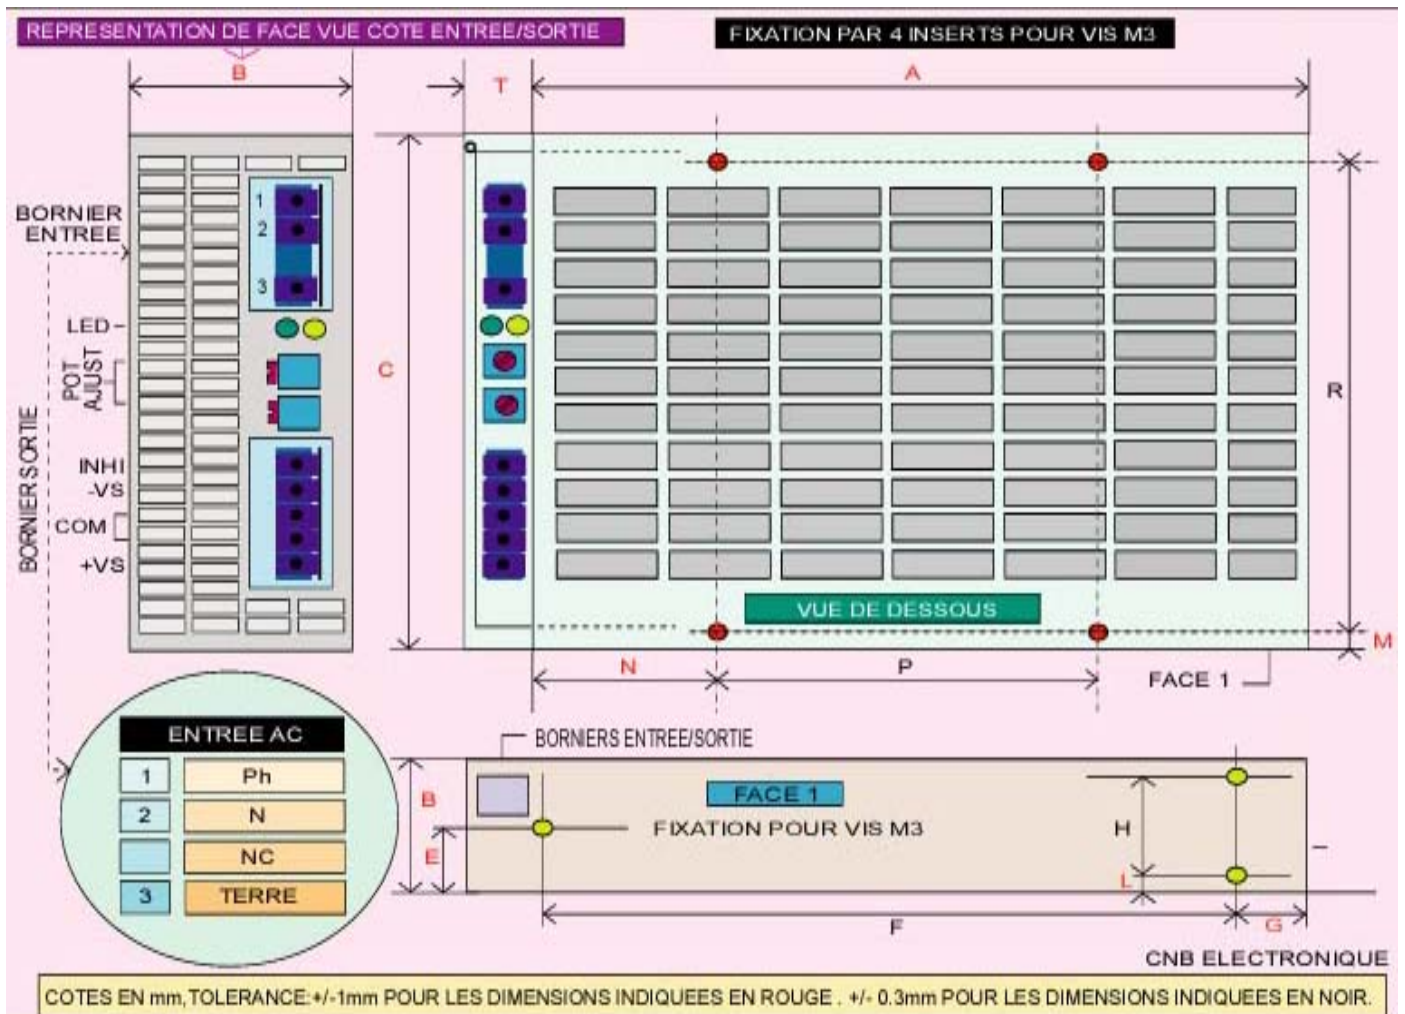 REPRESENTATION DE FACE VUE COTE ENTREE/SORTIE
FIXATION PAR 4 INSERTS POUR VIS M3
B
T
A
BORNIER
ENTREE
1
2
3
LED
POT
AJUST
C
R
BORNIER SORTIE
INHI
-VS
COM
+VS
VUE DE DESSOUS
M
N
P
FACE 1
ENTREE AC
1 Ph
2 N
NC
3 TERRE
BORNIERS ENTREE/SORTIE
B
E
FACE 1
FIXATION POUR VIS M3
H
L
F
G
CNB ELECTRONIQUE
COTES EN mm, TOLERANCE:+/-1mm POUR LES DIMENSIONS INDIQUEES EN ROUGE . +/- 0.3mm POUR LES DIMENSIONS INDIQUEES EN NOIR.